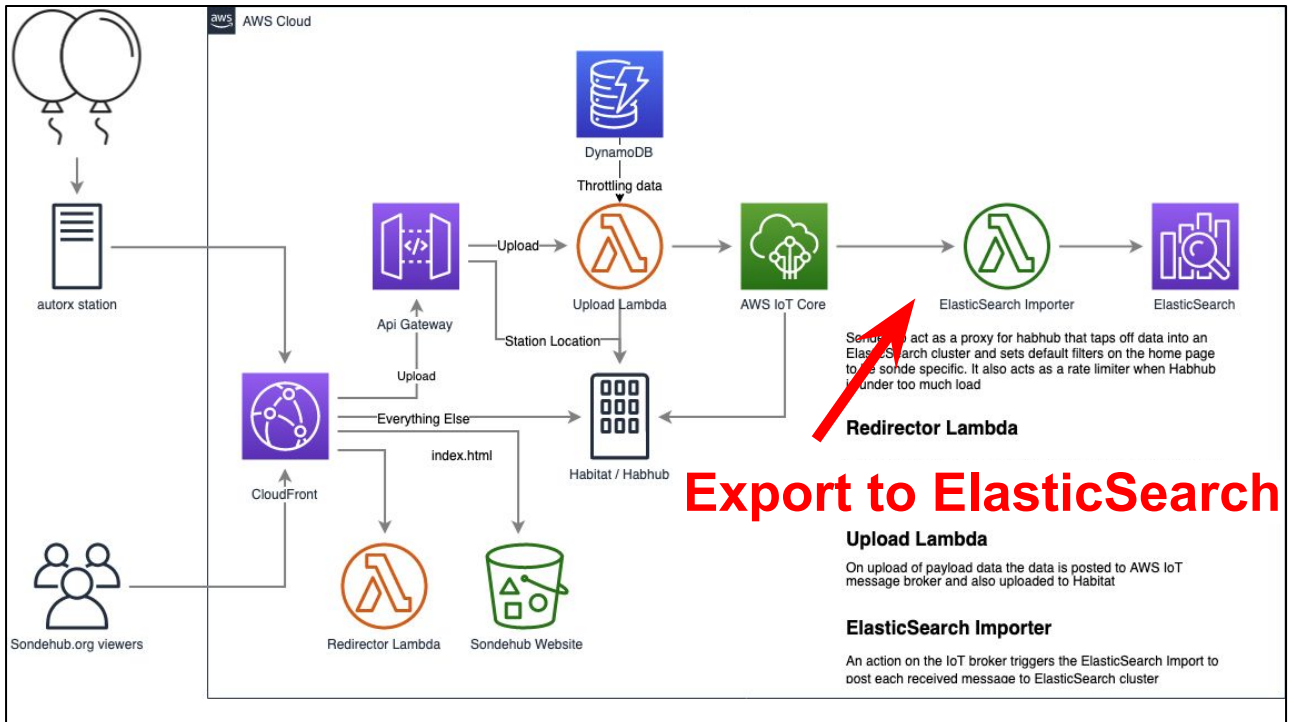 aws
AWS Cloud
DynamoDB
Throttling data
Upload
autorx station
Api Gateway
Upload Lambda
AWS IoT Core
ElasticSearch Importer
ElasticSearch
Station Location
act as a proxy for habhub that taps off data into an
ElasticSearch cluster and sets default filters on the home page
sonde specific. It also acts as a rate limiter when Habhub
under too much load
Upload
Everything Else
Redirector Lambda
index.html
Habitat / Habhub
CloudFront
Export to ElasticSearch
Upload Lambda
On upload of payload data the data is posted to AWS IoT
message broker and also uploaded to Habitat
ElasticSearch Importer
Sondehub.org viewers
Redirector Lambda
Sondehub Website
An action on the IoT broker triggers the ElasticSearch Import to
post each received message to ElasticSearch cluster